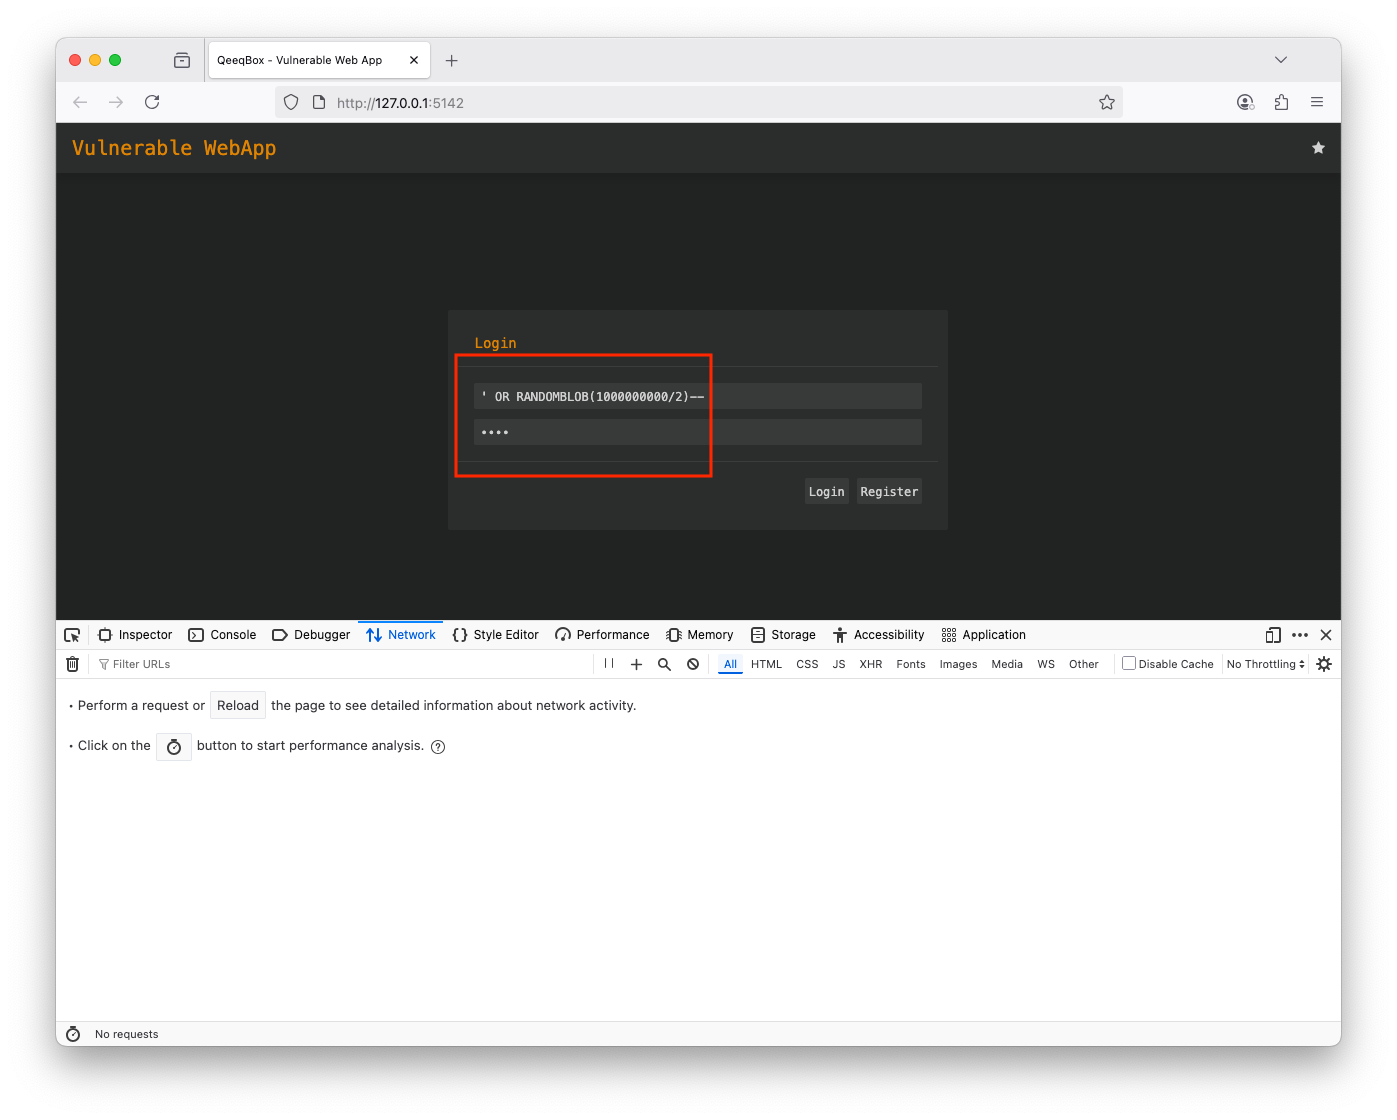 QeeqBox - Vulnerable Web App
http://127.0.0.1:5142
Vulnerable WebApp
Login
' OR RANDOMBLOB(1000000000/2)--
••••
Login Register
Inspector Console Debugger Network Style Editor Performance Memory Storage Accessibility Application
Filter URLs All HTML CSS JS XHR Fonts Images Media WS Other Disable Cache No Throttling
• Perform a request or Reload the page to see detailed information about network activity.
• Click on the button to start performance analysis. ?
No requests